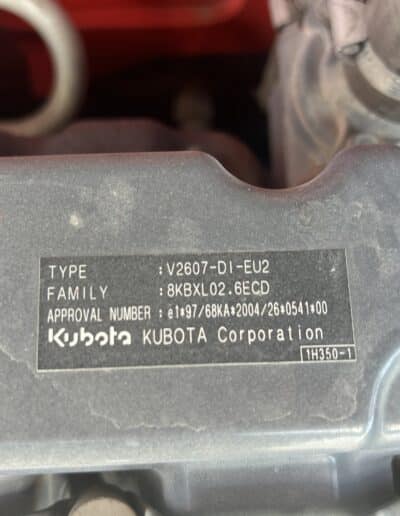 TYPE : V2607-DI-EU2
FAMILY : 8KBXL02.6ECD
APPROVAL NUMBER : e1*97/68KA*2004/26*0541*00
Kubota KUBOTA Corporation
1H350-1